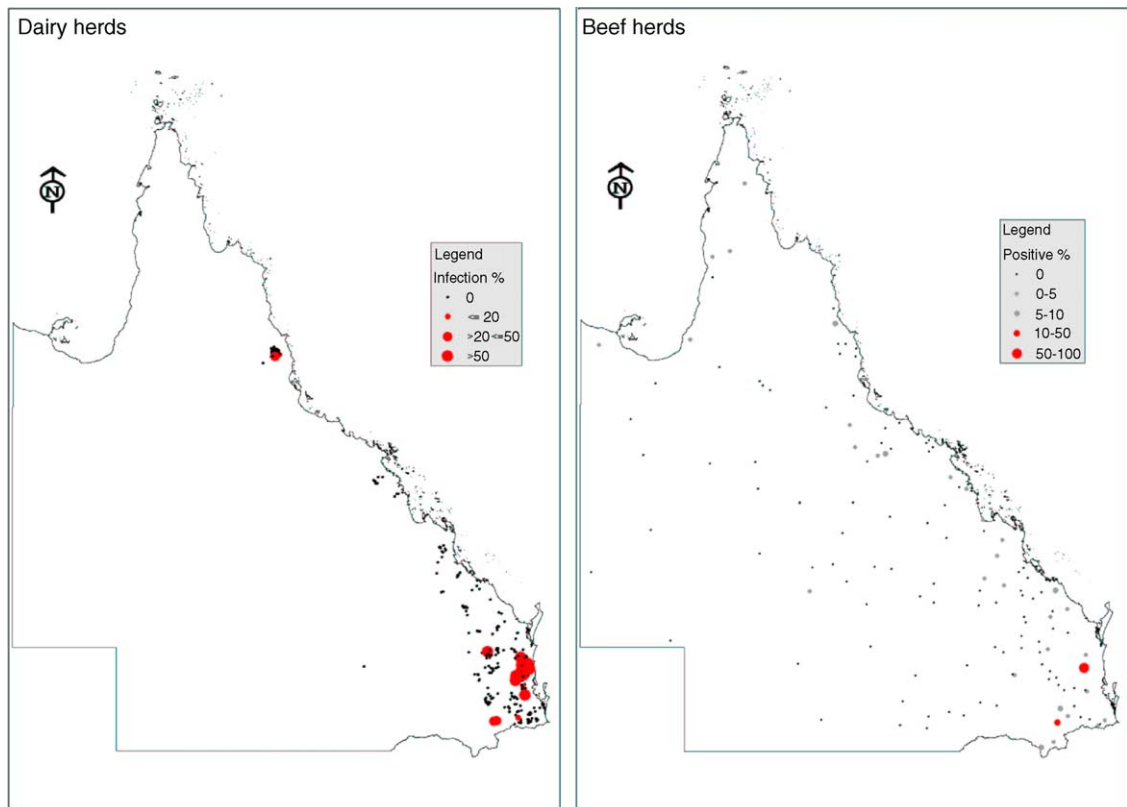 Dairy herds
N
Legend
Infection %
0
<= 20
>20 <=50
>50
Beef herds
N
Legend
Positive %
0
0-5
5-10
10-50
50-100